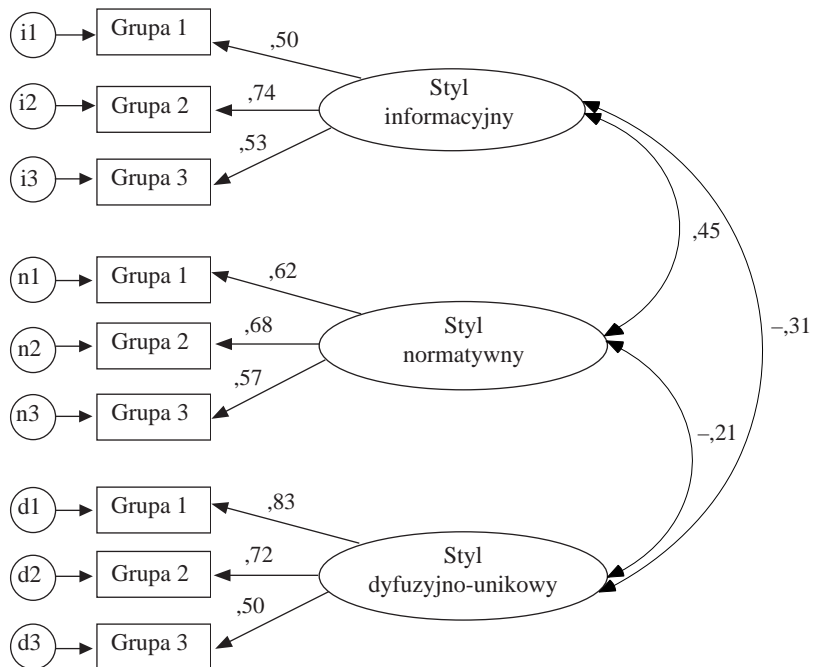 i1
Grupa 1
,50
i2
Grupa 2
,74
Styl
informacyjny
i3
Grupa 3
,53
,45
n1
Grupa 1
,62
n2
Grupa 2
,68
Styl
normatywny
–,31
n3
Grupa 3
,57
–,21
d1
Grupa 1
,83
d2
Grupa 2
,72
Styl
dyfuzyjno-unikowy
d3
Grupa 3
,50